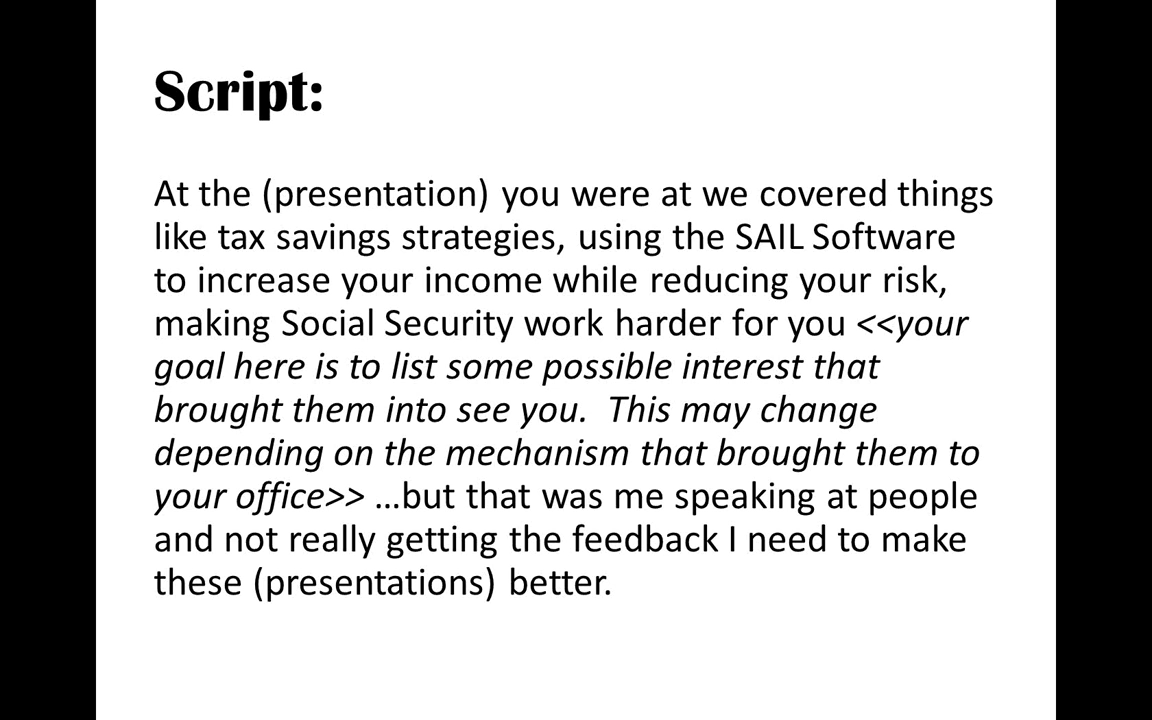 Script:
At the (presentation) you were at we covered things
like tax savings strategies, using the SAIL Software
to increase your income while reducing your risk,
making Social Security work harder for you <<your
goal here is to list some possible interest that
brought them into see you.  This may change
depending on the mechanism that brought them to
your office>> …but that was me speaking at people
and not really getting the feedback I need to make
these (presentations) better.